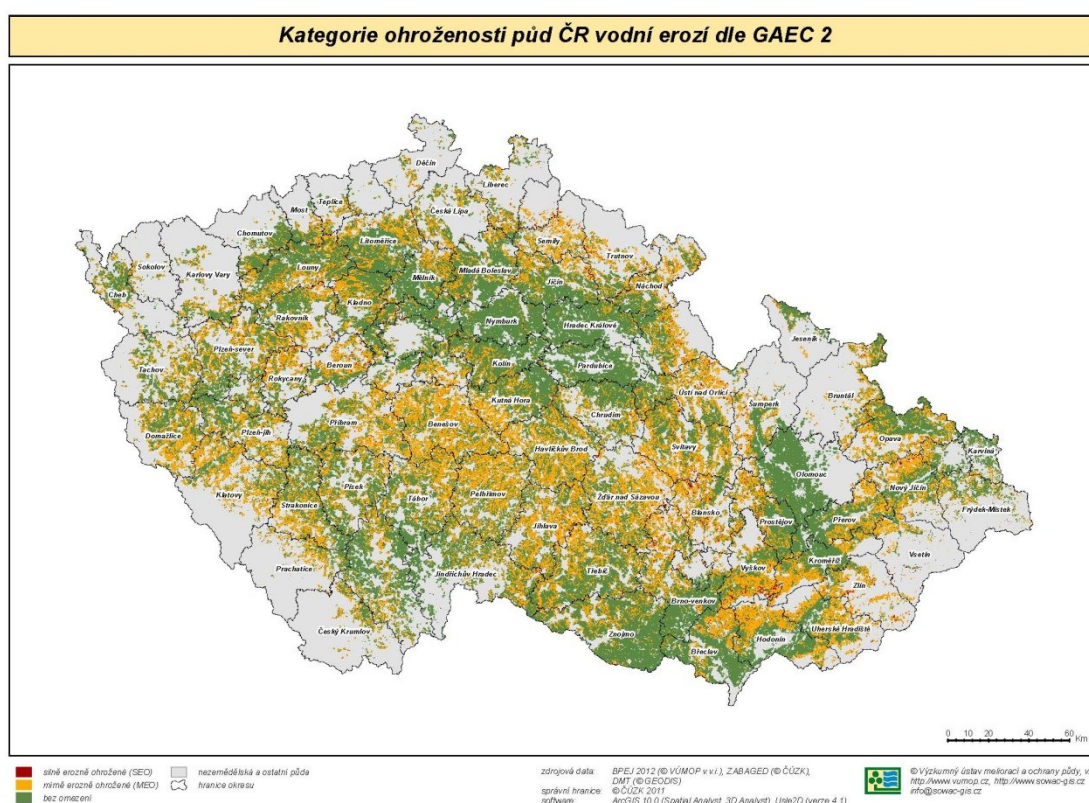 Kategorie ohroženosti půd ČR vodní erozí dle GAEC 2
Děčín
Liberec
Teplice
Most
Česká Lípa
Chomutov
Litoměřice
Semily
Trutnov
Sokolov
Karlovy Vary
Louny
Mělník
Mladá Boleslav
Jičín
Náchod
Cheb
Kladno
Rakovník
Nymburk
Hradec Králové
Jeseník
Plzeň-sever
Beroun
Kolín
Pardubice
Tachov
Rokycany
Kutná Hora
Ústí nad Orlicí
Šumperk
Bruntál
Chrudim
Příbram
Benešov
Domažlice
Plzeň-jih
Havlíčkův Brod
Svitavy
Opava
Karviná
Olomouc
Klatovy
Písek
Tábor
Pelhřimov
Žďár nad Sázavou
Nový Jičín
Strakonice
Blansko
Prostějov
Přerov
Frýdek-Místek
Jihlava
Vsetín
Prachatice
Jindřichův Hradec
Třebíč
Vyškov
Kroměříž
Zlín
Brno-venkov
Český Krumlov
Znojmo
Hodonín
Uherské Hradiště
Břeclav
0 10 20 40 60
Km
silně erozně ohrožené (SEO)
mírně erozně ohrožené (MEO)
bez omezení
nezemědělská a ostatní půda
hranice okresu
zdrojová data: BPEJ 2012 (© VÚMOP v.v.i.), ZABAGED (© ČÚZK),
DMT (© GEODIS)
správní hranice: © ČÚZK 2011
software: ArcGIS 10.0 (Spatial Analyst, 3D Analyst), Usle2D (verze 4.1)
© Výzkumný ústav meliorací a ochrany půdy, v.
http://www.vumop.cz, http://www.sowac-gis.cz
info@sowac-gis.cz